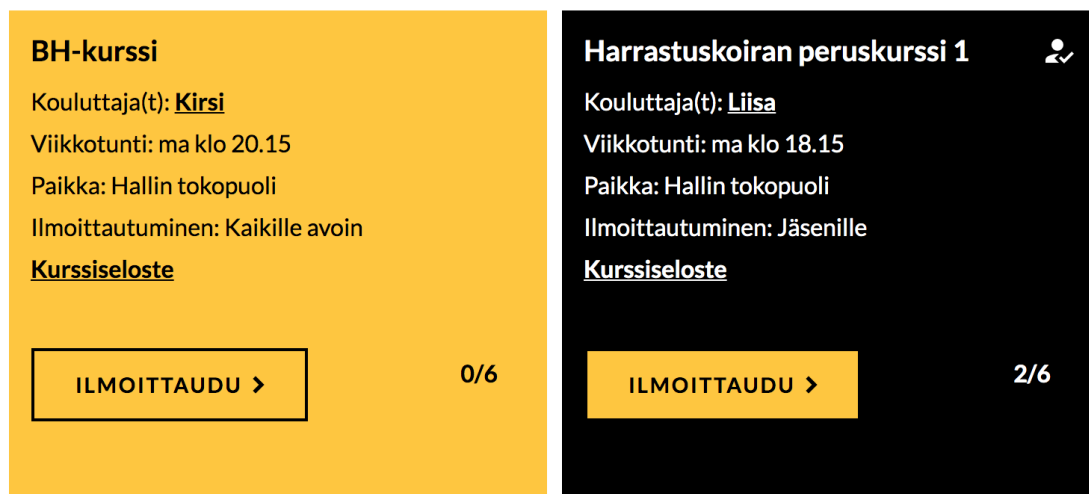 BH-kurssi
Kouluttaja(t): Kirsi
Viikkotunti: ma klo 20.15
Paikka: Hallin tokopuoli
Ilmoittautuminen: Kaikille avoin
Kurssiseloste
ILMOITTAUDU
0/6
Harrastuskoiran peruskurssi 1
Kouluttaja(t): Liisa
Viikkotunti: ma klo 18.15
Paikka: Hallin tokopuoli
Ilmoittautuminen: Jäsenille
Kurssiseloste
ILMOITTAUDU
2/6